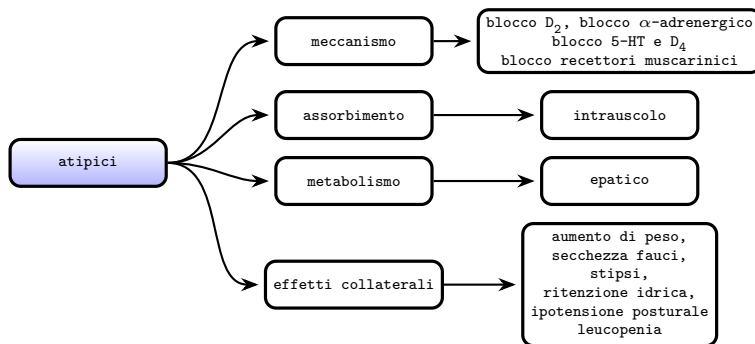 atipici
meccanismo
blocco D₂, blocco α-adrenergico
blocco 5-HT e D₄
blocco recettori muscarinici
assorbimento
intrauscolo
metabolismo
epatico
effetti collaterali
aumento di peso,
secchezza fauci,
stipsi,
ritenzione idrica,
ipotensione posturale
leucopenia